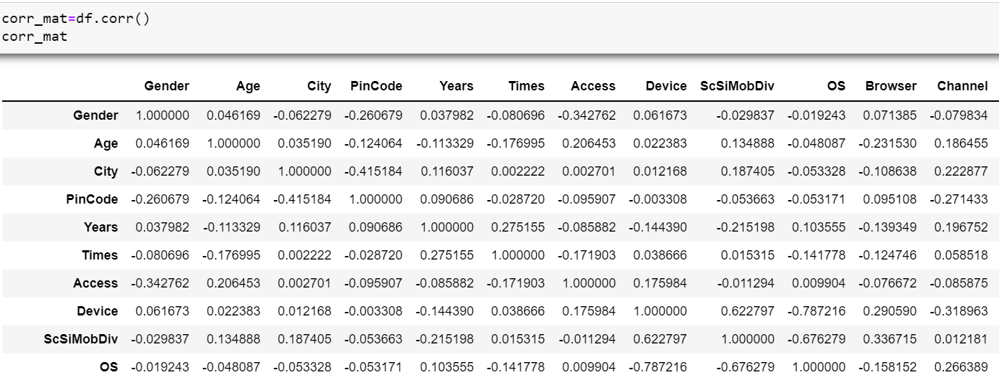 corr_mat=df.corr()
corr_mat
Gender Age City PinCode Years Times Access Device ScSiMobDiv OS Browser Channel
Gender 1.000000 0.046169 -0.062279 -0.260679 0.037982 -0.080696 -0.342762 0.061673 -0.029837 -0.019243 0.071385 -0.079834
Age 0.046169 1.000000 0.035190 -0.124064 -0.113329 -0.176995 0.206453 0.022383 0.134888 -0.048087 -0.231530 0.186455
City -0.062279 0.035190 1.000000 -0.415184 0.116037 0.002222 0.002701 0.012168 0.187405 -0.053328 -0.108638 0.222877
PinCode -0.260679 -0.124064 -0.415184 1.000000 0.090686 -0.028720 -0.095907 -0.003308 -0.053663 -0.053171 0.095108 -0.271433
Years 0.037982 -0.113329 0.116037 0.090686 1.000000 0.275155 -0.085882 -0.144390 -0.215198 0.103555 -0.139349 0.196752
Times -0.080696 -0.176995 0.002222 -0.028720 0.275155 1.000000 -0.171903 0.038666 0.015315 -0.141778 -0.124746 0.058518
Access -0.342762 0.206453 0.002701 -0.095907 -0.085882 -0.171903 1.000000 0.175984 -0.011294 0.009904 -0.076672 -0.085875
Device 0.061673 0.022383 0.012168 -0.003308 -0.144390 0.038666 0.175984 1.000000 0.622797 -0.787216 0.290590 -0.318963
ScSiMobDiv -0.029837 0.134888 0.187405 -0.053663 -0.215198 0.015315 -0.011294 0.622797 1.000000 -0.676279 0.336715 0.012181
OS -0.019243 -0.048087 -0.053328 -0.053171 0.103555 -0.141778 0.009904 -0.787216 -0.676279 1.000000 -0.158152 0.266389